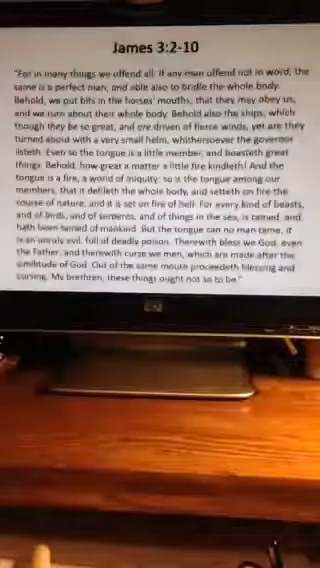 James 3:2-10
"For in many things we offend all. If any man offend not in word, the
same is a perfect man, and able also to bridle the whole body.
Behold, we put bits in the horses' mouths, that they may obey us;
and we turn about their whole body. Behold also the ships, which
though they be so great, and are driven of fierce winds, yet are they
turned about with a very small helm, whithersoever the governor
listeth. Even so the tongue is a little member, and boasteth great
things. Behold, how great a matter a little fire kindleth! And the
tongue is a fire, a world of iniquity: so is the tongue among our
members, that it defileth the whole body, and setteth on fire the
course of nature; and it is set on fire of hell. For every kind of beasts,
and of birds, and of serpents, and of things in the sea, is tamed, and
hath been tamed of mankind: But the tongue can no man tame; it
is an unruly evil, full of deadly poison. Therewith bless we God, even
the Father; and therewith curse we men, which are made after the
similitude of God. Out of the same mouth proceedeth blessing and
cursing. My brethren, these things ought not so to be."
hp